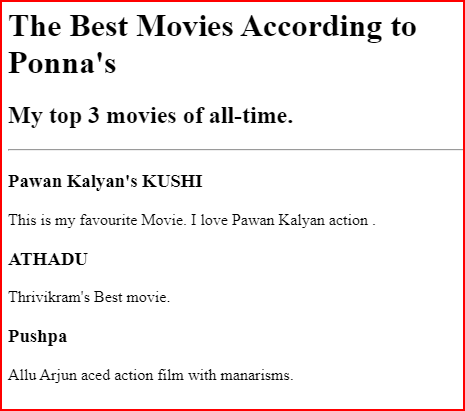 The Best Movies According to
Ponna's
My top 3 movies of all-time.
Pawan Kalyan's KUSHI
This is my favourite Movie. I love Pawan Kalyan action .
ATHADU
Thrivikram's Best movie.
Pushpa
Allu Arjun aced action film with manarisms.